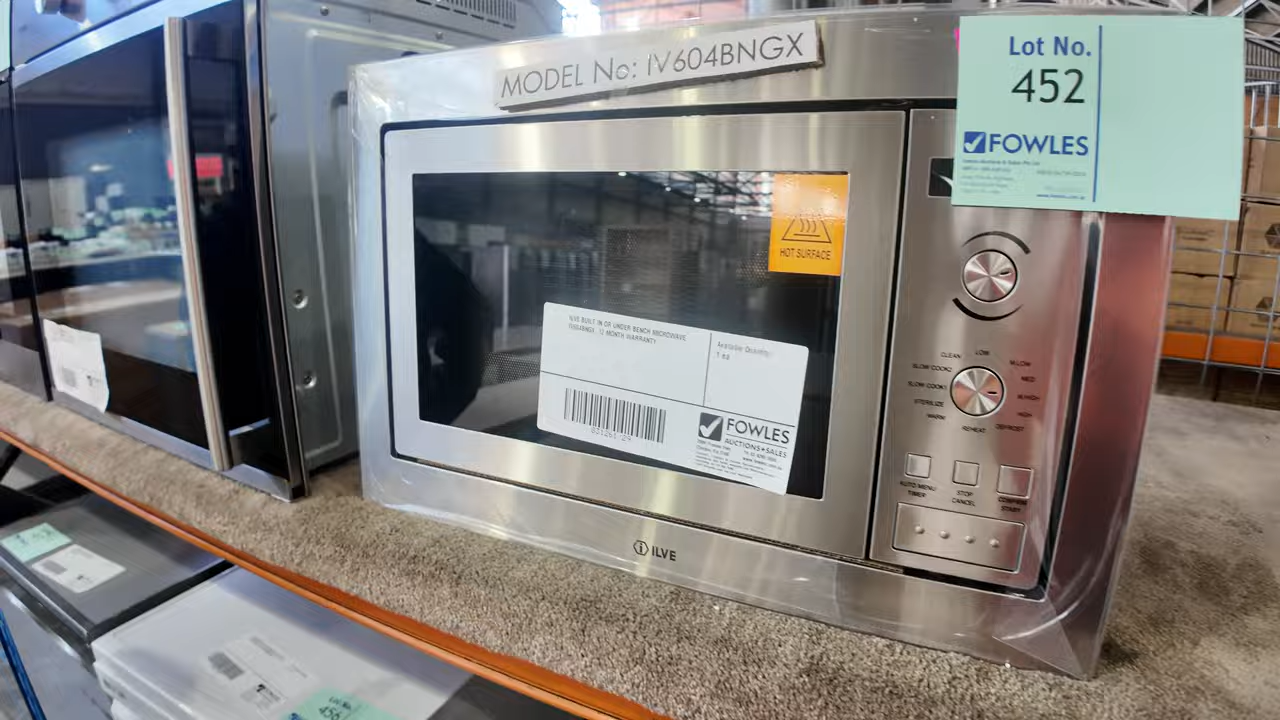 MODEL No: IV604BNGX
Lot No.
452
FOWLES
HOT SURFACE
ILVE BUILT IN OR UNDER BENCH MICROWAVE
IV604BNGX, 12 MONTH WARRANTY
Available Quantity:
1 ea
FOWLES
AUCTIONS+SALES
CLEAN
LOW
M.LOW
SLOW COOK2
MED
SLOW COOK1
M.HIGH
STERILIZE
HIGH
WARM
REHEAT
DEFROST
AUTO MENU
TIMER
STOP
CANCEL
CONFIRM
START
ILVE